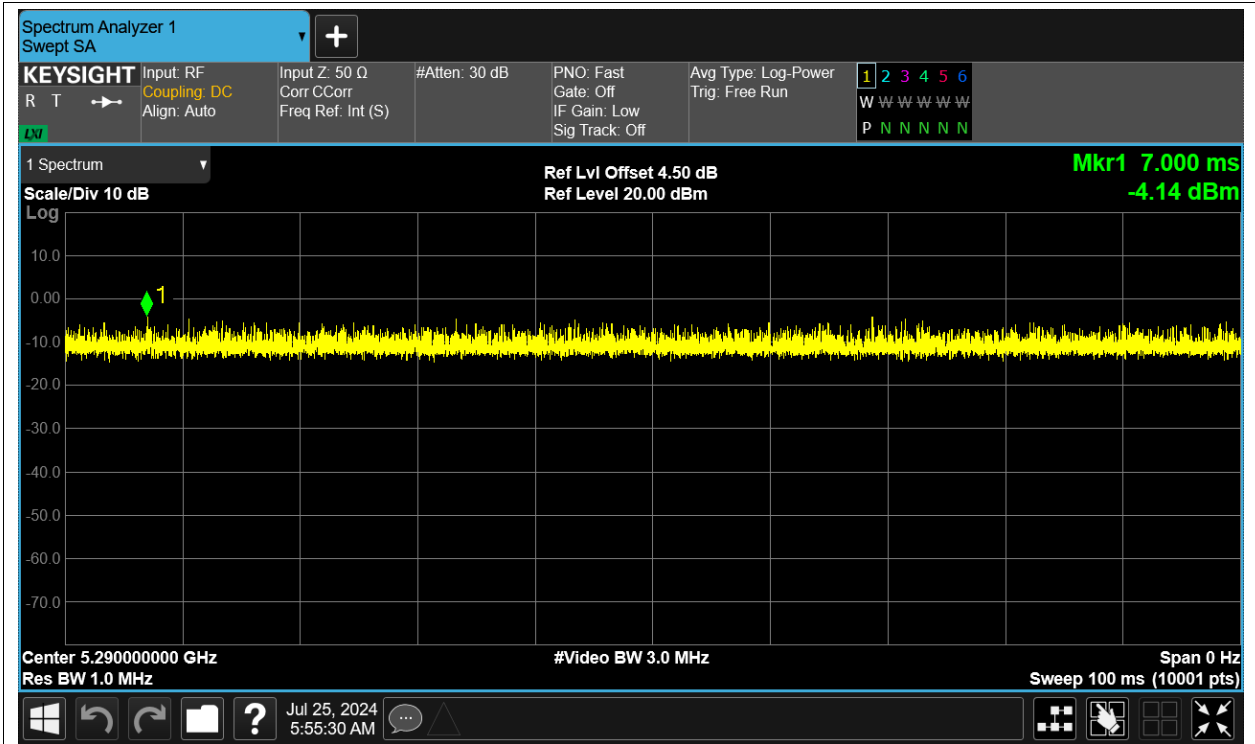 Spectrum Analyzer 1
Swept SA
KEYSIGHT
R T
LXI
Input: RF
Coupling: DC
Align: Auto
Input Z: 50 Ω
Corr CCorr
Freq Ref: Int (S)
#Atten: 30 dB
PNO: Fast
Gate: Off
IF Gain: Low
Sig Track: Off
Avg Type: Log-Power
Trig: Free Run
1 2 3 4 5 6
W W W W W W
P N N N N N
1 Spectrum
Scale/Div 10 dB
Ref Lvl Offset 4.50 dB
Ref Level 20.00 dBm
Mkr1 7.000 ms
-4.14 dBm
Log
10.0
0.00
1
-10.0
-20.0
-30.0
-40.0
-50.0
-60.0
-70.0
Center 5.290000000 GHz
#Video BW 3.0 MHz
Span 0 Hz
Res BW 1.0 MHz
Sweep 100 ms (10001 pts)
?
Jul 25, 2024
5:55:30 AM